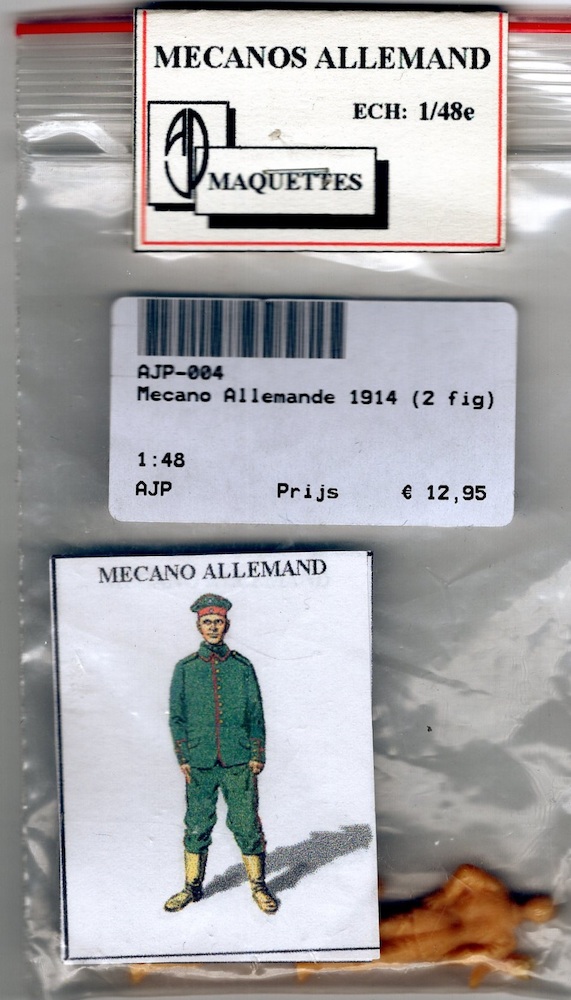 MECANOS ALLEMAND
ECH: 1/48e
MAQUETTES
AJP-004
Mecano Allemande 1914 (2 fig)
1:48
AJP Prijs € 12,95
MECANO ALLEMAND